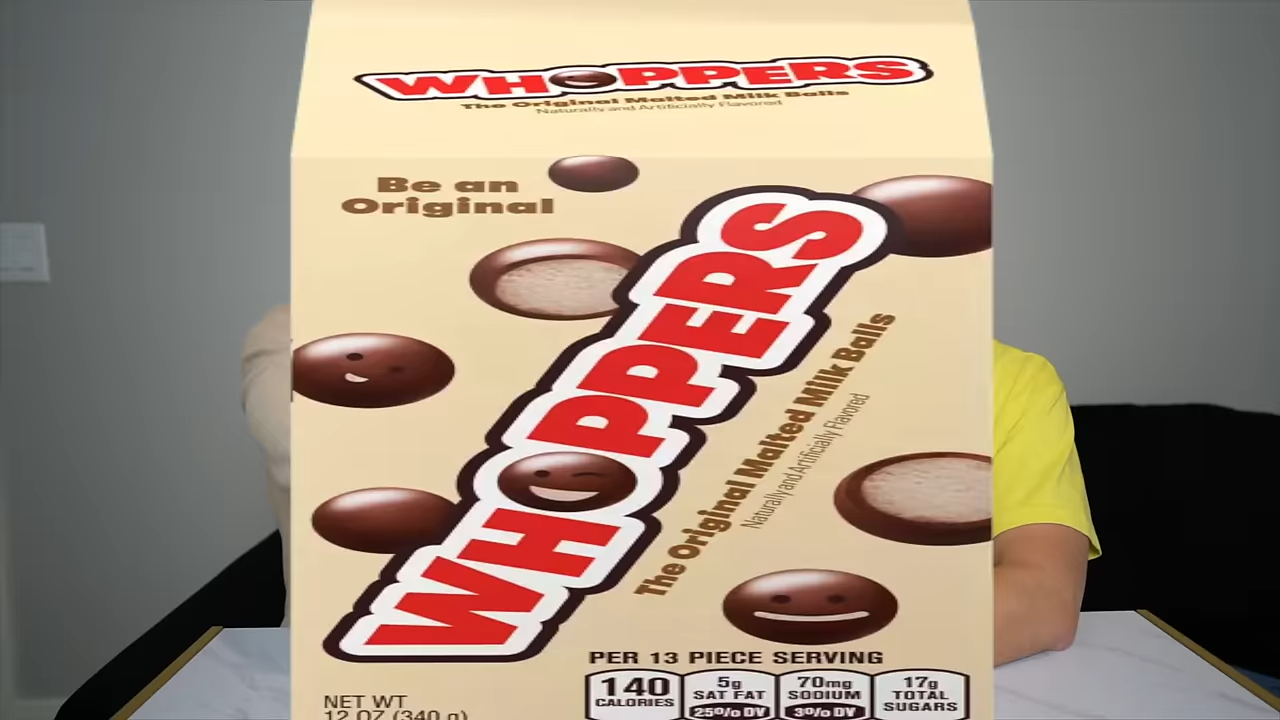 WHOPPERS
The Original Malted Milk Balls
Naturally and Artificially Flavored
Be an
Original
WHOPPERS
The Original Malted Milk Balls
Naturally and Artificially Flavored
PER 13 PIECE SERVING
140
CALORIES
5g
SAT FAT
25% DV
70mg
SODIUM
3% DV
17g
TOTAL
SUGARS
NET WT
12 OZ (340 g)